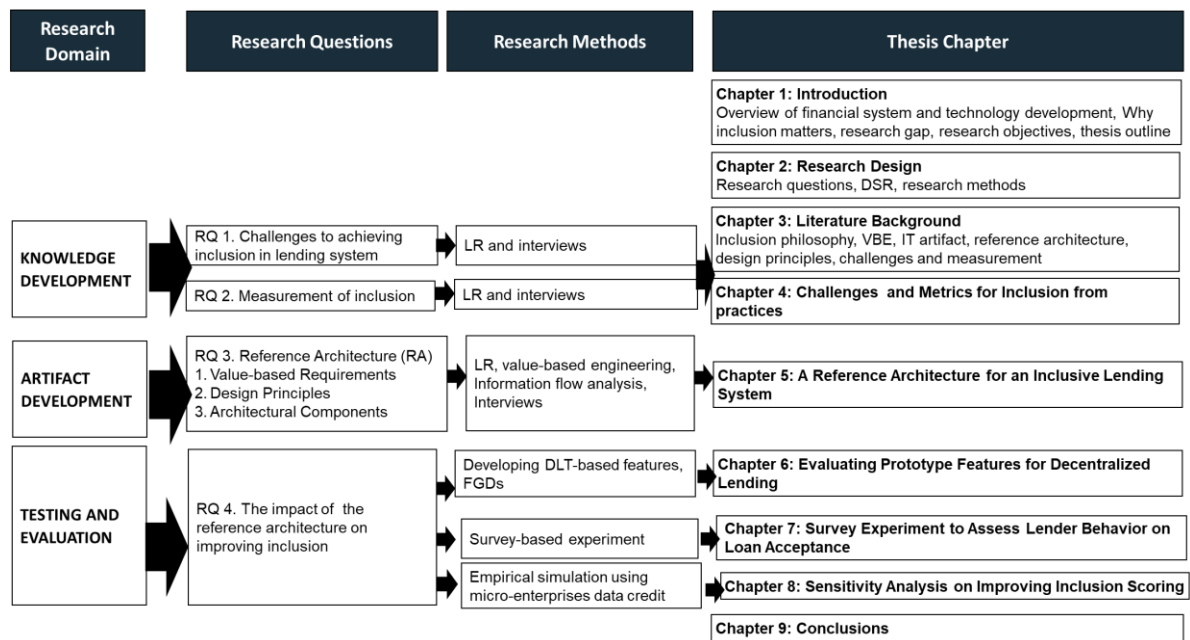 Research
Domain
Research Questions
Research Methods
Thesis Chapter
Chapter 1: Introduction
Overview of financial system and technology development, Why
inclusion matters, research gap, research objectives, thesis outline
Chapter 2: Research Design
Research questions, DSR, research methods
KNOWLEDGE
DEVELOPMENT
RQ 1. Challenges to achieving
inclusion in lending system
LR and interviews
RQ 2. Measurement of inclusion
LR and interviews
Chapter 3: Literature Background
Inclusion philosophy, VBE, IT artifact, reference architecture,
design principles, challenges and measurement
Chapter 4: Challenges and Metrics for Inclusion from
practices
ARTIFACT
DEVELOPMENT
RQ 3. Reference Architecture (RA)
1. Value-based Requirements
2. Design Principles
3. Architectural Components
LR, value-based engineering,
Information flow analysis,
Interviews
Chapter 5: A Reference Architecture for an Inclusive Lending
System
TESTING AND
EVALUATION
RQ 4. The impact of the
reference architecture on
improving inclusion
Developing DLT-based features,
FGDs
Chapter 6: Evaluating Prototype Features for Decentralized
Lending
Survey-based experiment
Chapter 7: Survey Experiment to Assess Lender Behavior on
Loan Acceptance
Empirical simulation using
micro-enterprises data credit
Chapter 8: Sensitivity Analysis on Improving Inclusion Scoring
Chapter 9: Conclusions